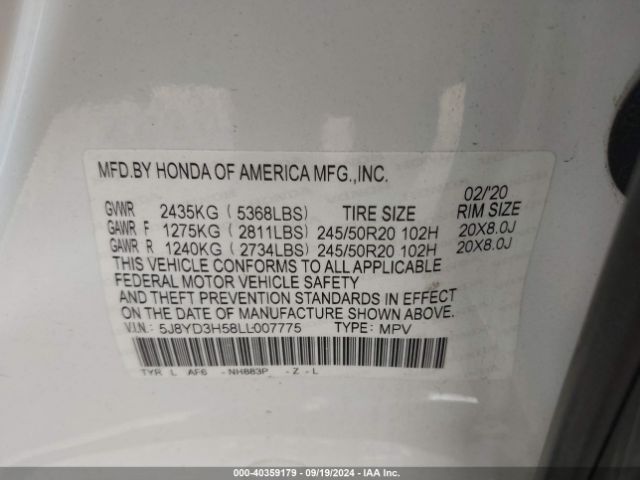 MFD.BY HONDA OF AMERICA MFG.,INC.
02/'20
GVWR 2435KG ( 5368LBS) TIRE SIZE RIM SIZE
GAWR F 1275KG ( 2811LBS) 245/50R20 102H 20X8.0J
GAWR R 1240KG ( 2734LBS) 245/50R20 102H 20X8.0J
THIS VEHICLE CONFORMS TO ALL APPLICABLE
FEDERAL MOTOR VEHICLE SAFETY
AND THEFT PREVENTION STANDARDS IN EFFECT
ON THE DATE OF MANUFACTURE SHOWN ABOVE.
V.I.N.: 5J8YD3H58LL007775 TYPE: MPV
TYR L AF6 -NH883P -Z-L
000-40359179 - 09/19/2024 - IAA Inc.